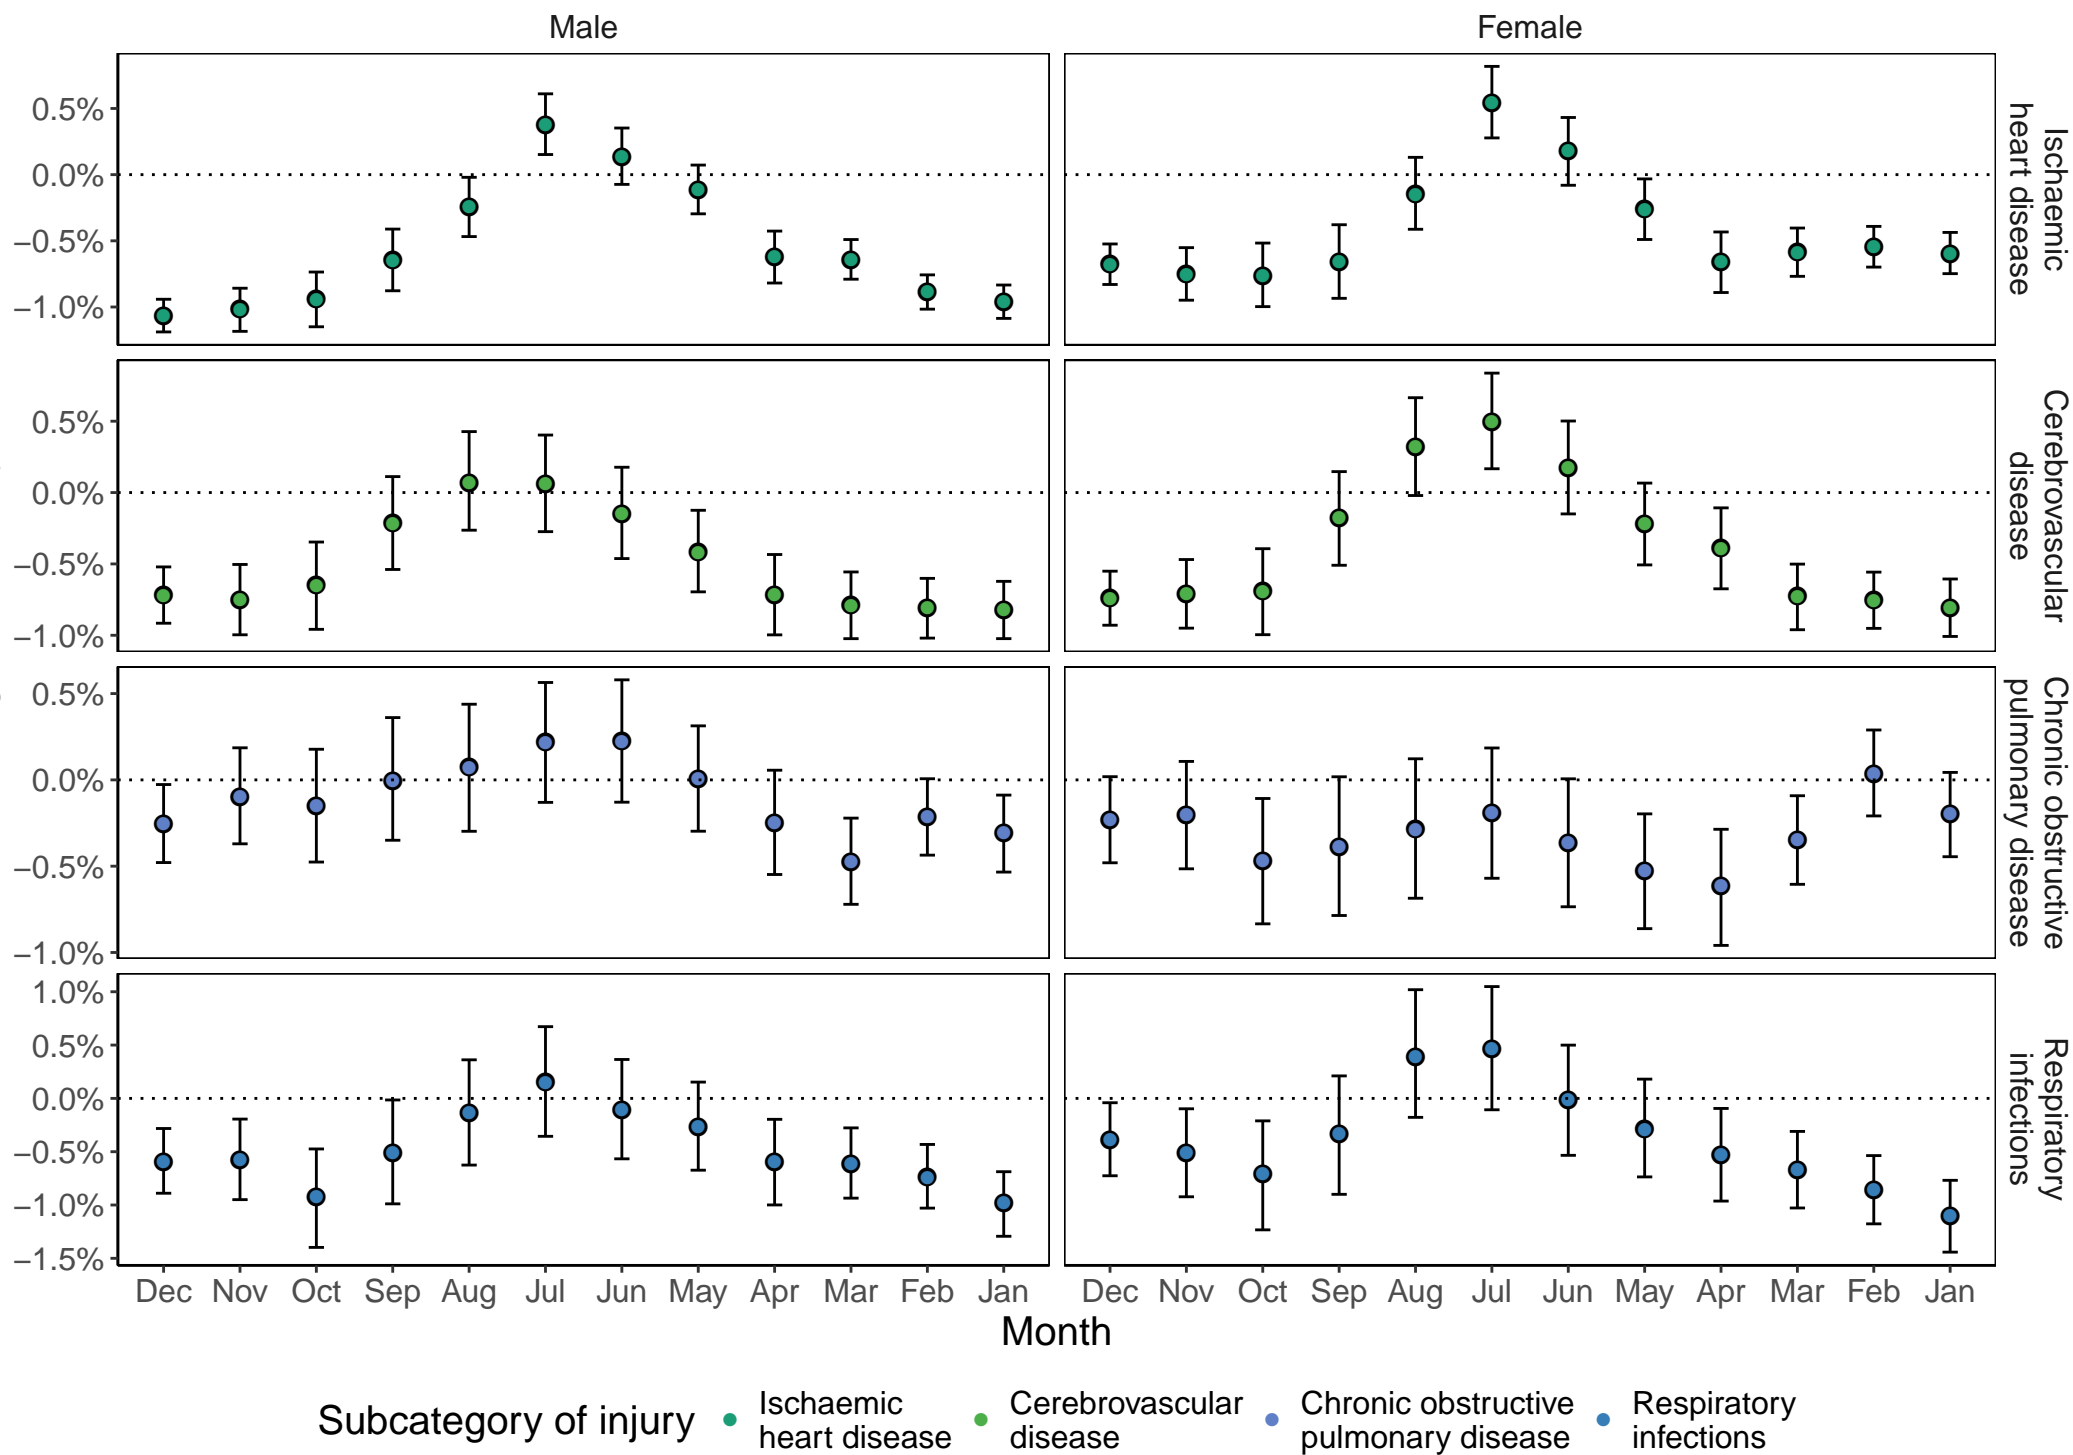 Male
Female
0.5%
0.0%
−0.5%
−1.0%
Ischaemic
heart disease
0.5%
0.0%
−0.5%
−1.0%
Cerebrovascular
disease
0.5%
0.0%
−0.5%
−1.0%
Chronic obstructive
pulmonary disease
1.0%
0.5%
0.0%
−0.5%
−1.0%
−1.5%
Respiratory
infections
Dec Nov Oct Sep Aug Jul Jun May Apr Mar Feb Jan
Dec Nov Oct Sep Aug Jul Jun May Apr Mar Feb Jan
Month
Subcategory of injury
Ischaemic
heart disease
Cerebrovascular
disease
Chronic obstructive
pulmonary disease
Respiratory
infections